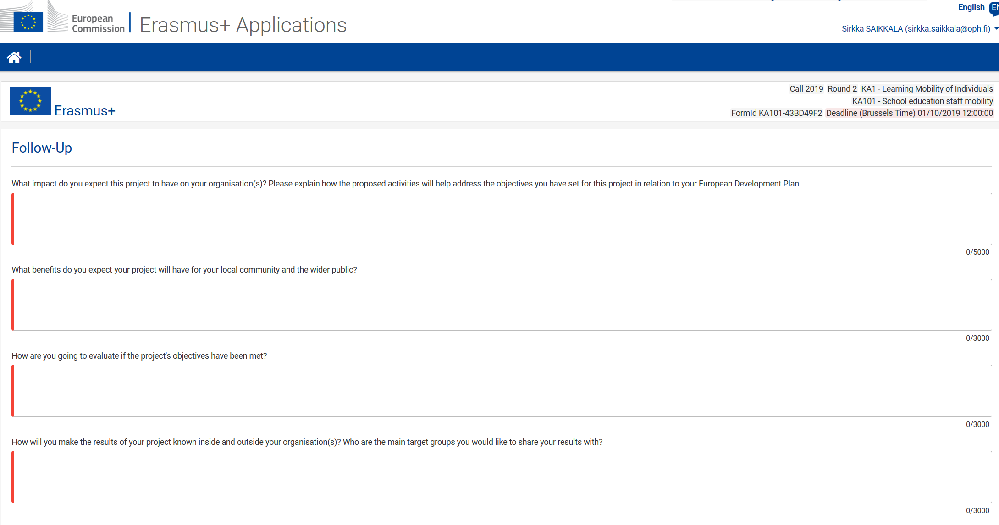 English EN
European
Commission
Erasmus+ Applications
Sirkka SAIKKALA (sirkka.saikkala@oph.fi)
Call 2019 Round 2 KA1 - Learning Mobility of Individuals
KA101 - School education staff mobility
Erasmus+
FormId KA101-43BD49F2 Deadline (Brussels Time) 01/10/2019 12:00:00
Follow-Up
What impact do you expect this project to have on your organisation(s)? Please explain how the proposed activities will help address the objectives you have set for this project in relation to your European Development Plan.
0/5000
What benefits do you expect your project will have for your local community and the wider public?
0/3000
How are you going to evaluate if the project's objectives have been met?
0/3000
How will you make the results of your project known inside and outside your organisation(s)? Who are the main target groups you would like to share your results with?
0/3000